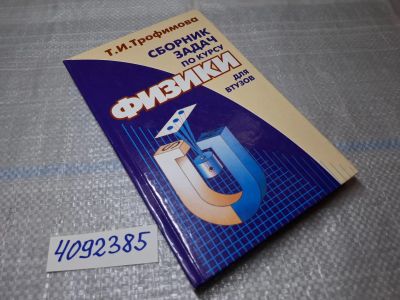 Т.И.Трофимова
СБОРНИК
ЗАДАЧ
ПО КУРСУ
ФИЗИКИ
ДЛЯ
ВТУЗОВ
S
4092385